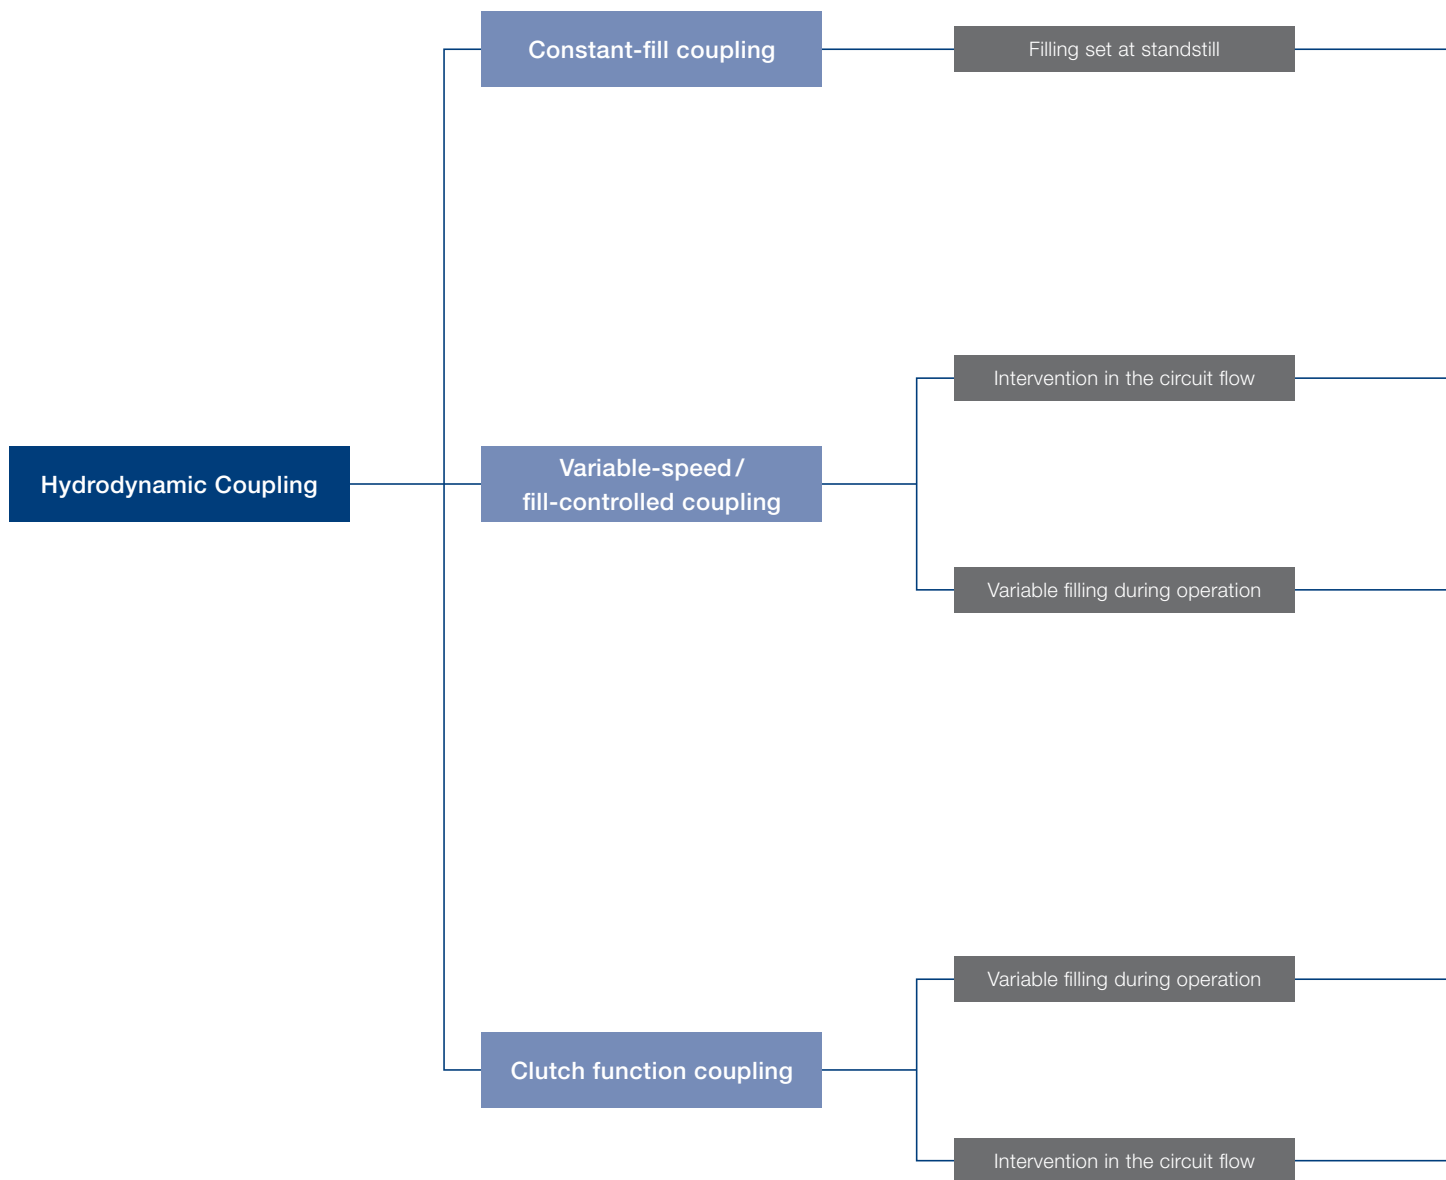 Constant-fill coupling
Filling set at standstill
Intervention in the circuit flow
Hydrodynamic Coupling
Variable-speed /
fill-controlled coupling
Variable filling during operation
Variable filling during operation
Clutch function coupling
Intervention in the circuit flow